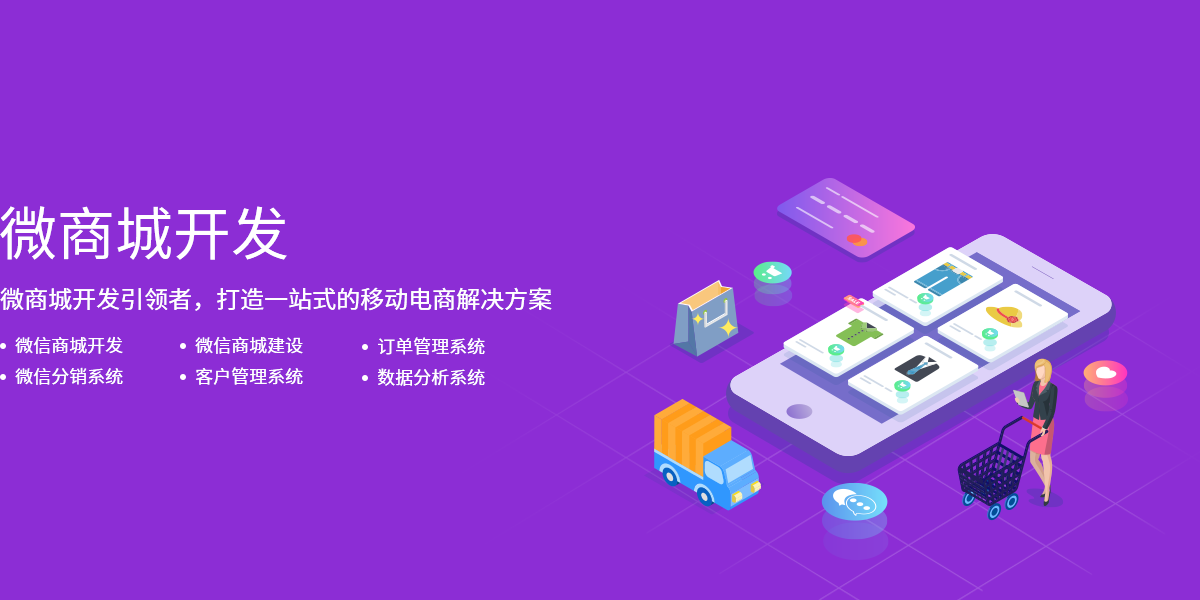 微商城开发
微商城开发引领者，打造一站式的移动电商解决方案
• 微信商城开发 • 微信商城建设 • 订单管理系统
• 微信分销系统 • 客户管理系统 • 数据分析系统